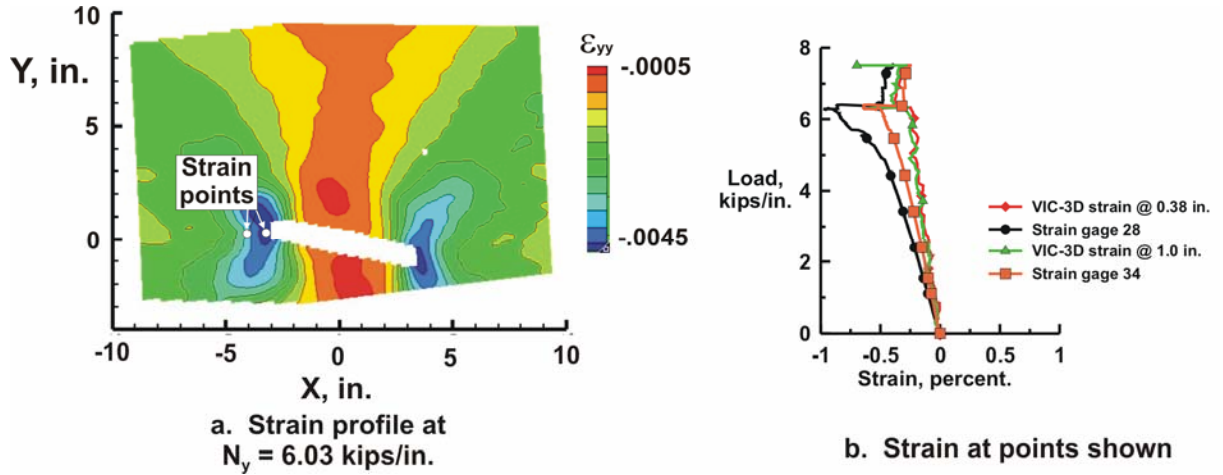 10
5
0
-10
-5
0
5
10
Y, in.
X, in.
Strain
points
εyy
-.0005
-.0045
a. Strain profile at
Ny = 6.03 kips/in.
8
6
4
2
0
-1
-0.5
0
0.5
1
Load,
kips/in.
Strain, percent.
VIC-3D strain @ 0.38 in.
Strain gage 28
VIC-3D strain @ 1.0 in.
Strain gage 34
b. Strain at points shown